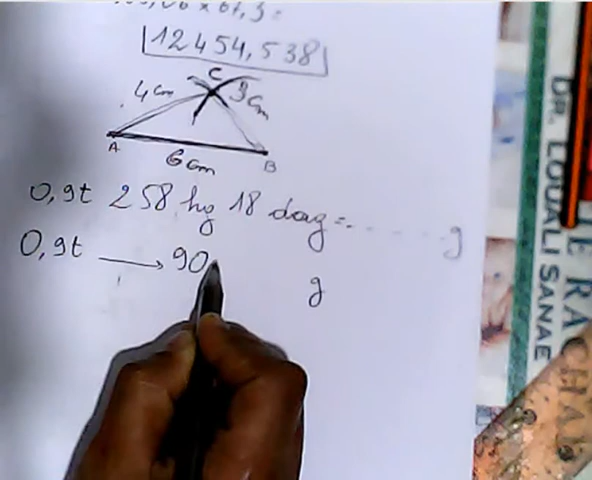 12454,538
C
4cm 3cm
A B
6cm
0,9t 258 hg 18 dag=.......g
0,9t → 90 g
DR. LOUALI SANAE